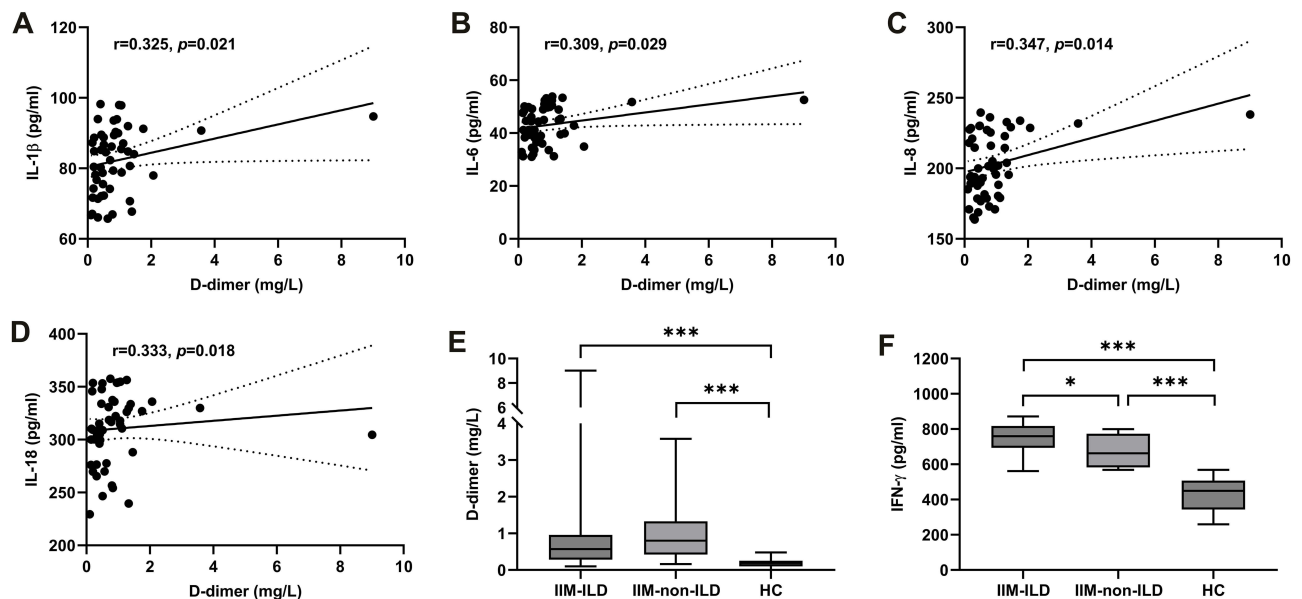 A
r=0.325, p=0.021
IL-1β (pg/ml)
120
100
80
60
0 2 4 6 8 10
D-dimer (mg/L)
B
r=0.309, p=0.029
IL-6 (pg/ml)
80
60
40
20
0
0 2 4 6 8 10
D-dimer (mg/L)
C
r=0.347, p=0.014
IL-8 (pg/ml)
300
250
200
150
0 2 4 6 8 10
D-dimer (mg/L)
D
r=0.333, p=0.018
IL-18 (pg/ml)
400
350
300
250
200
0 2 4 6 8 10
D-dimer (mg/L)
E
***
***
D-dimer (mg/L)
10
8
6
4
3
2
1
0
IIM-ILD IIM-non-ILD HC
F
***
* ***
IFN-γ (pg/ml)
1200
1000
800
600
400
200
0
IIM-ILD IIM-non-ILD HC